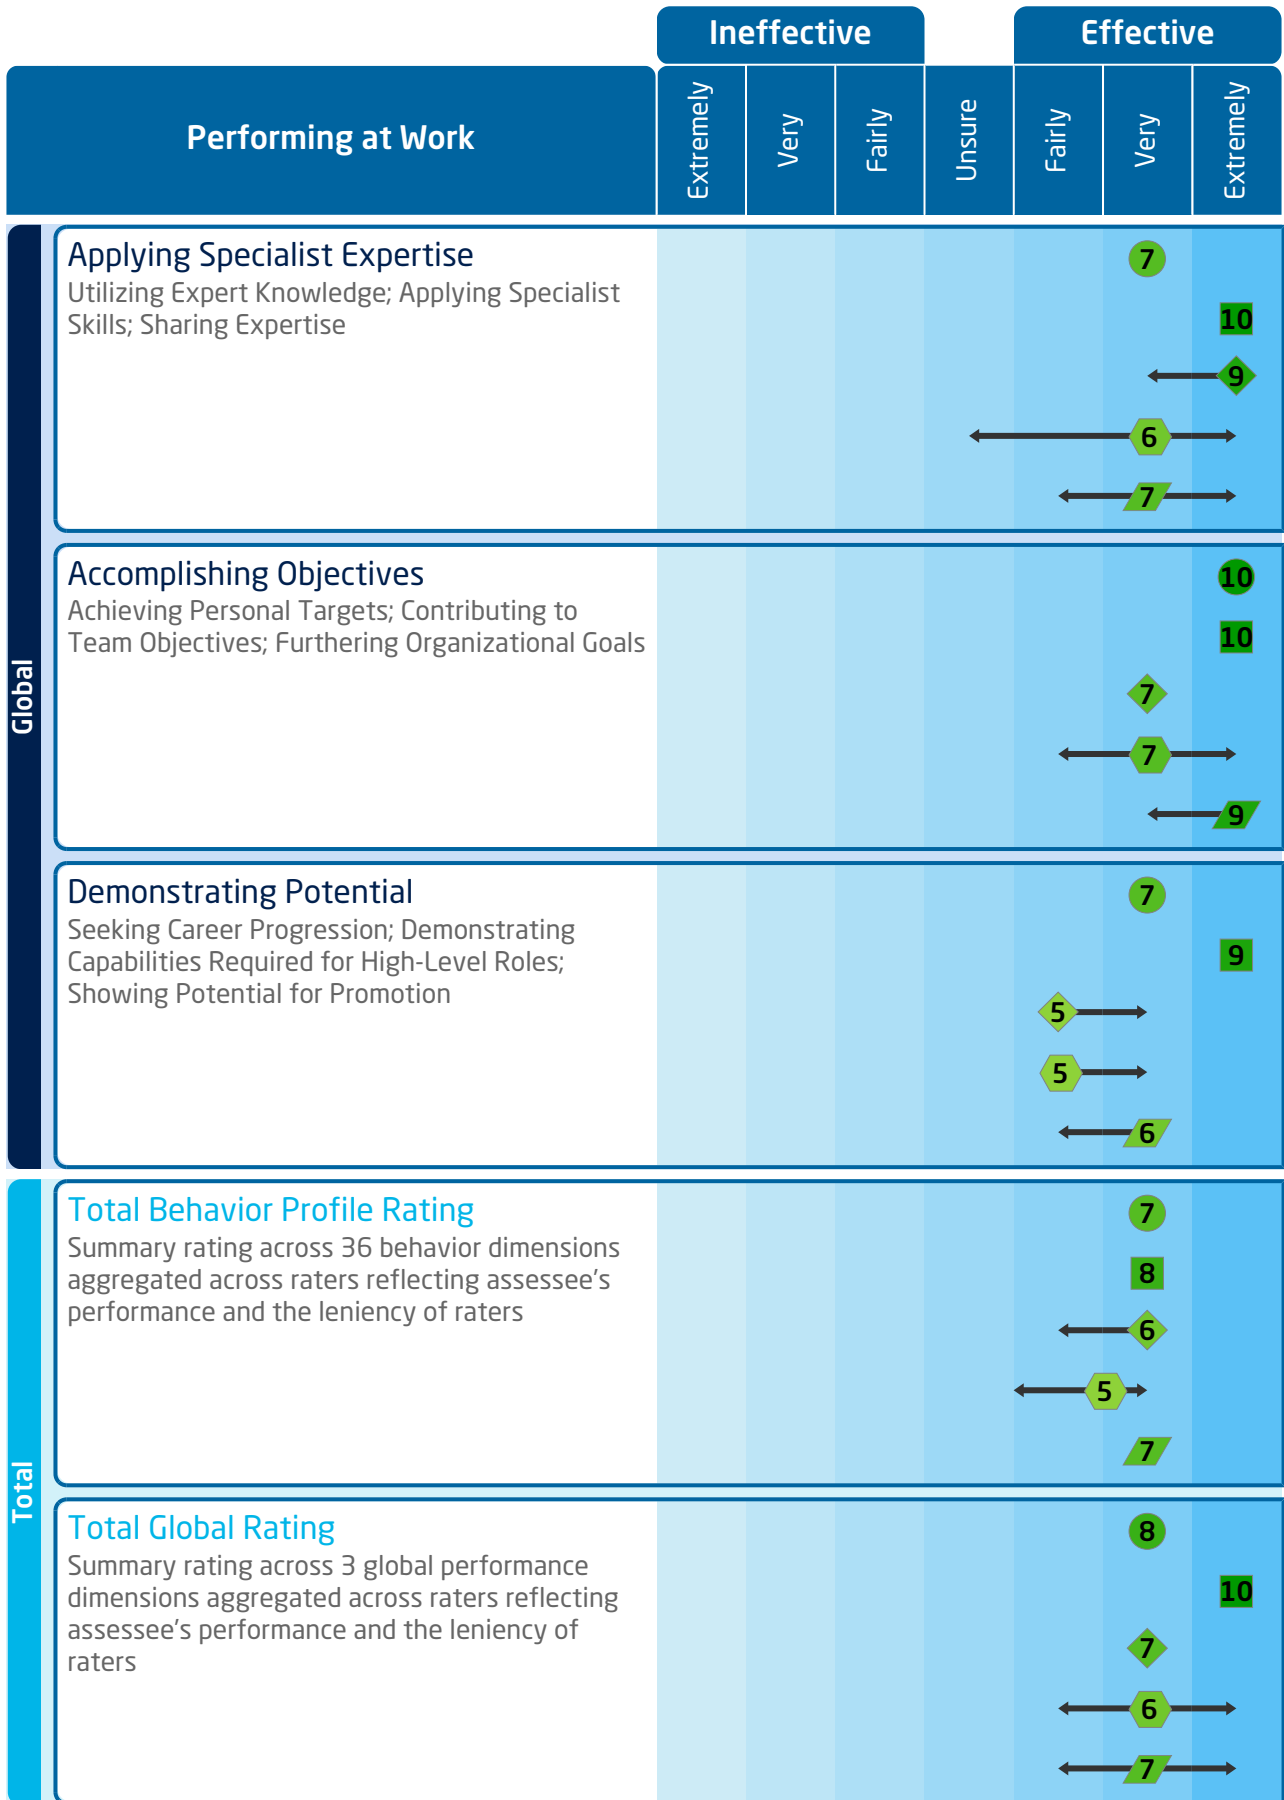 Ineffective
Effective
Performing at Work
Extremely
Very
Fairly
Unsure
Fairly
Very
Extremely
Global
Applying Specialist Expertise
Utilizing Expert Knowledge; Applying Specialist
Skills; Sharing Expertise
7
10
9
6
7
Accomplishing Objectives
Achieving Personal Targets; Contributing to
Team Objectives; Furthering Organizational Goals
10
10
7
7
9
Demonstrating Potential
Seeking Career Progression; Demonstrating
Capabilities Required for High-Level Roles;
Showing Potential for Promotion
7
9
5
5
6
Total
Total Behavior Profile Rating
Summary rating across 36 behavior dimensions
aggregated across raters reflecting assessee's
performance and the leniency of raters
7
8
6
5
7
Total Global Rating
Summary rating across 3 global performance
dimensions aggregated across raters reflecting
assessee's performance and the leniency of
raters
8
10
7
6
7